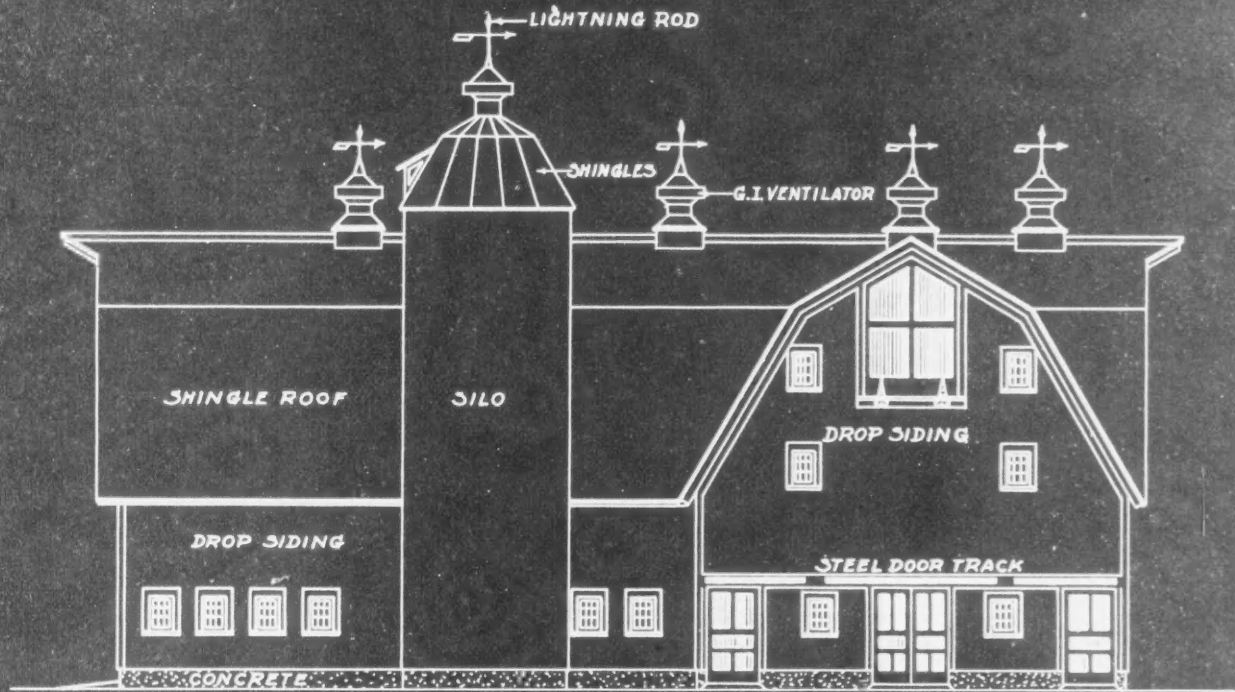 LIGHTNING ROD
SHINGLES
G.I. VENTILATOR
SHINGLE ROOF
SILO
DROP SIDING
DROP SIDING
STEEL DOOR TRACK
CONCRETE